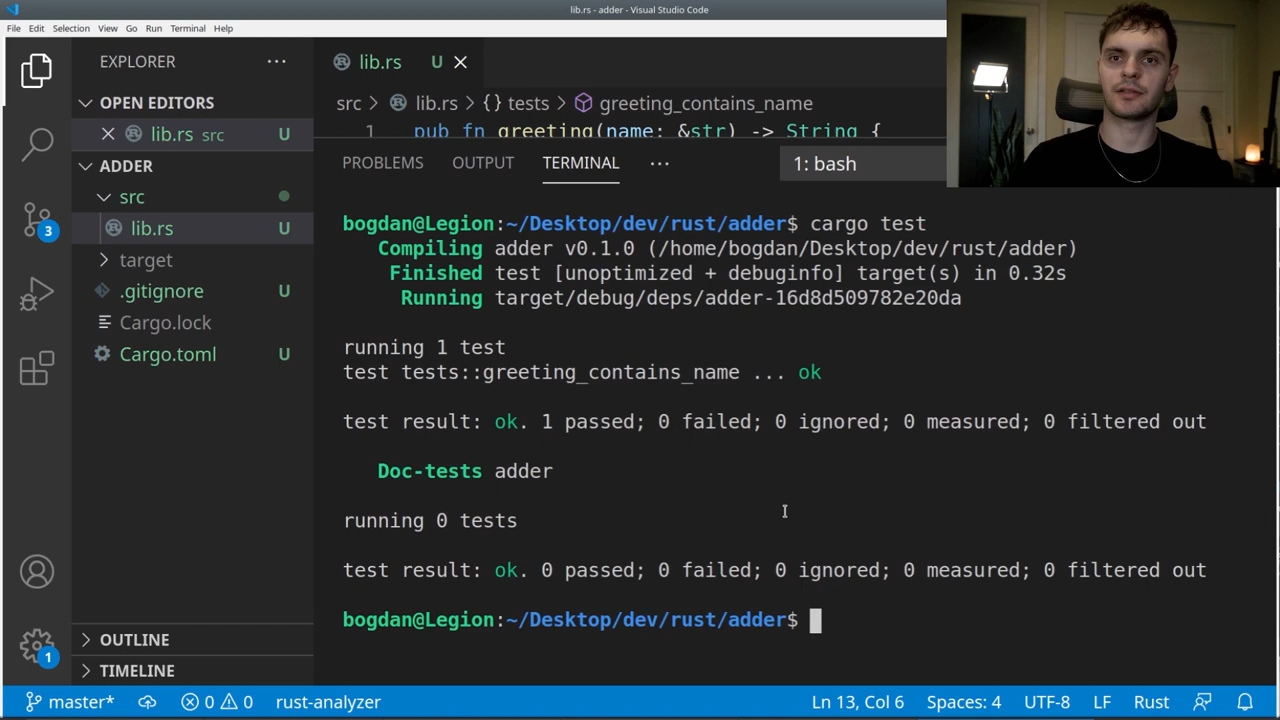 lib.rs - adder - Visual Studio Code
File Edit Selection View Go Run Terminal Help
EXPLORER ...
OPEN EDITORS
lib.rs src U
ADDER
src
lib.rs U
target
.gitignore U
Cargo.lock
Cargo.toml U
OUTLINE
TIMELINE
3
1
lib.rs U
src > lib.rs > {} tests > greeting_contains_name
1 pub fn greeting(name: &str) -> String {
PROBLEMS OUTPUT TERMINAL ... 1: bash
bogdan@Legion:~/Desktop/dev/rust/adder$ cargo test
Compiling adder v0.1.0 (/home/bogdan/Desktop/dev/rust/adder)
Finished test [unoptimized + debuginfo] target(s) in 0.32s
Running target/debug/deps/adder-16d8d509782e20da
running 1 test
test tests::greeting_contains_name ... ok
test result: ok. 1 passed; 0 failed; 0 ignored; 0 measured; 0 filtered out
Doc-tests adder
running 0 tests
test result: ok. 0 passed; 0 failed; 0 ignored; 0 measured; 0 filtered out
bogdan@Legion:~/Desktop/dev/rust/adder$
master* 0 0 rust-analyzer Ln 13, Col 6 Spaces: 4 UTF-8 LF Rust